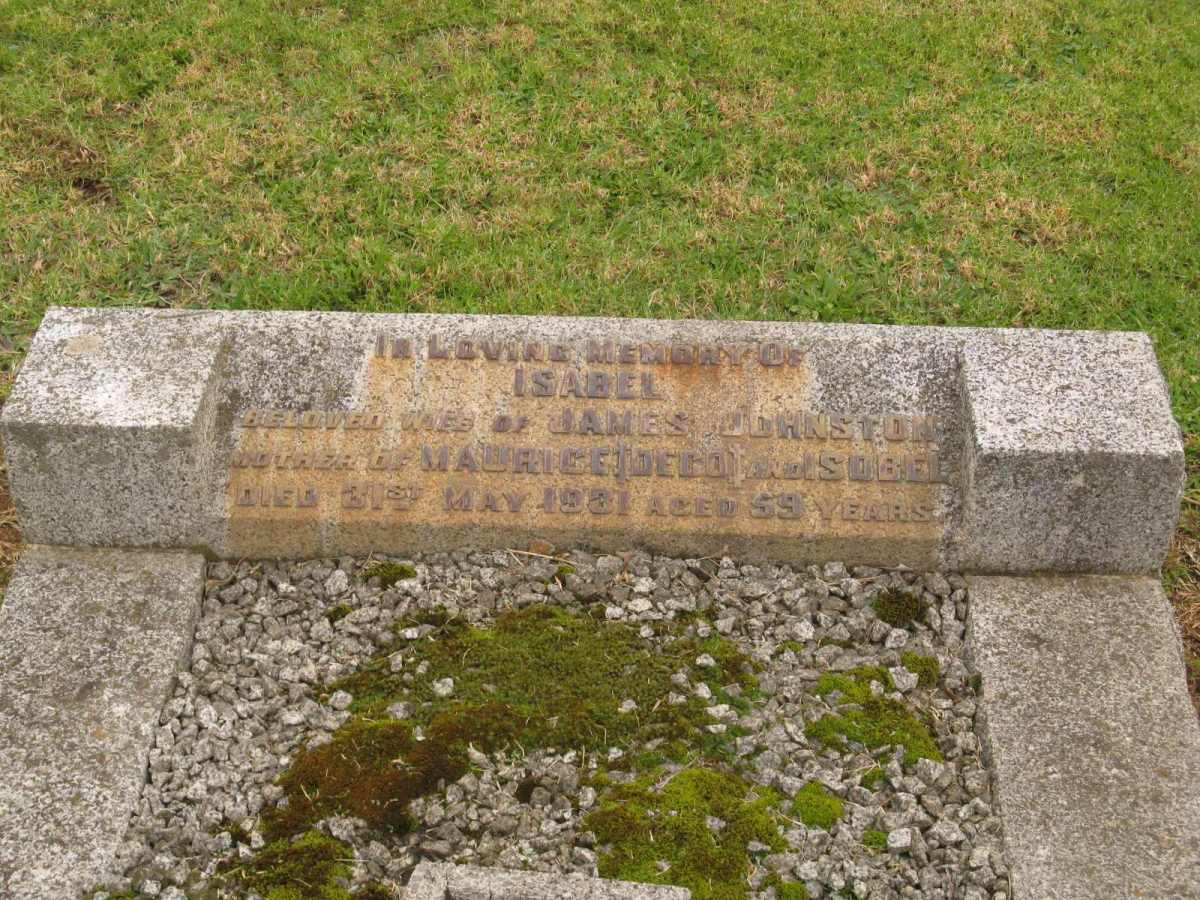 In Loving Memory Of
ISABEL
BELOVED WIFE OF JAMES JOHNSTON
MOTHER OF MAURICE [DECD] AND ISOBEL
DIED 31ST MAY 1931 AGED 59 YEARS